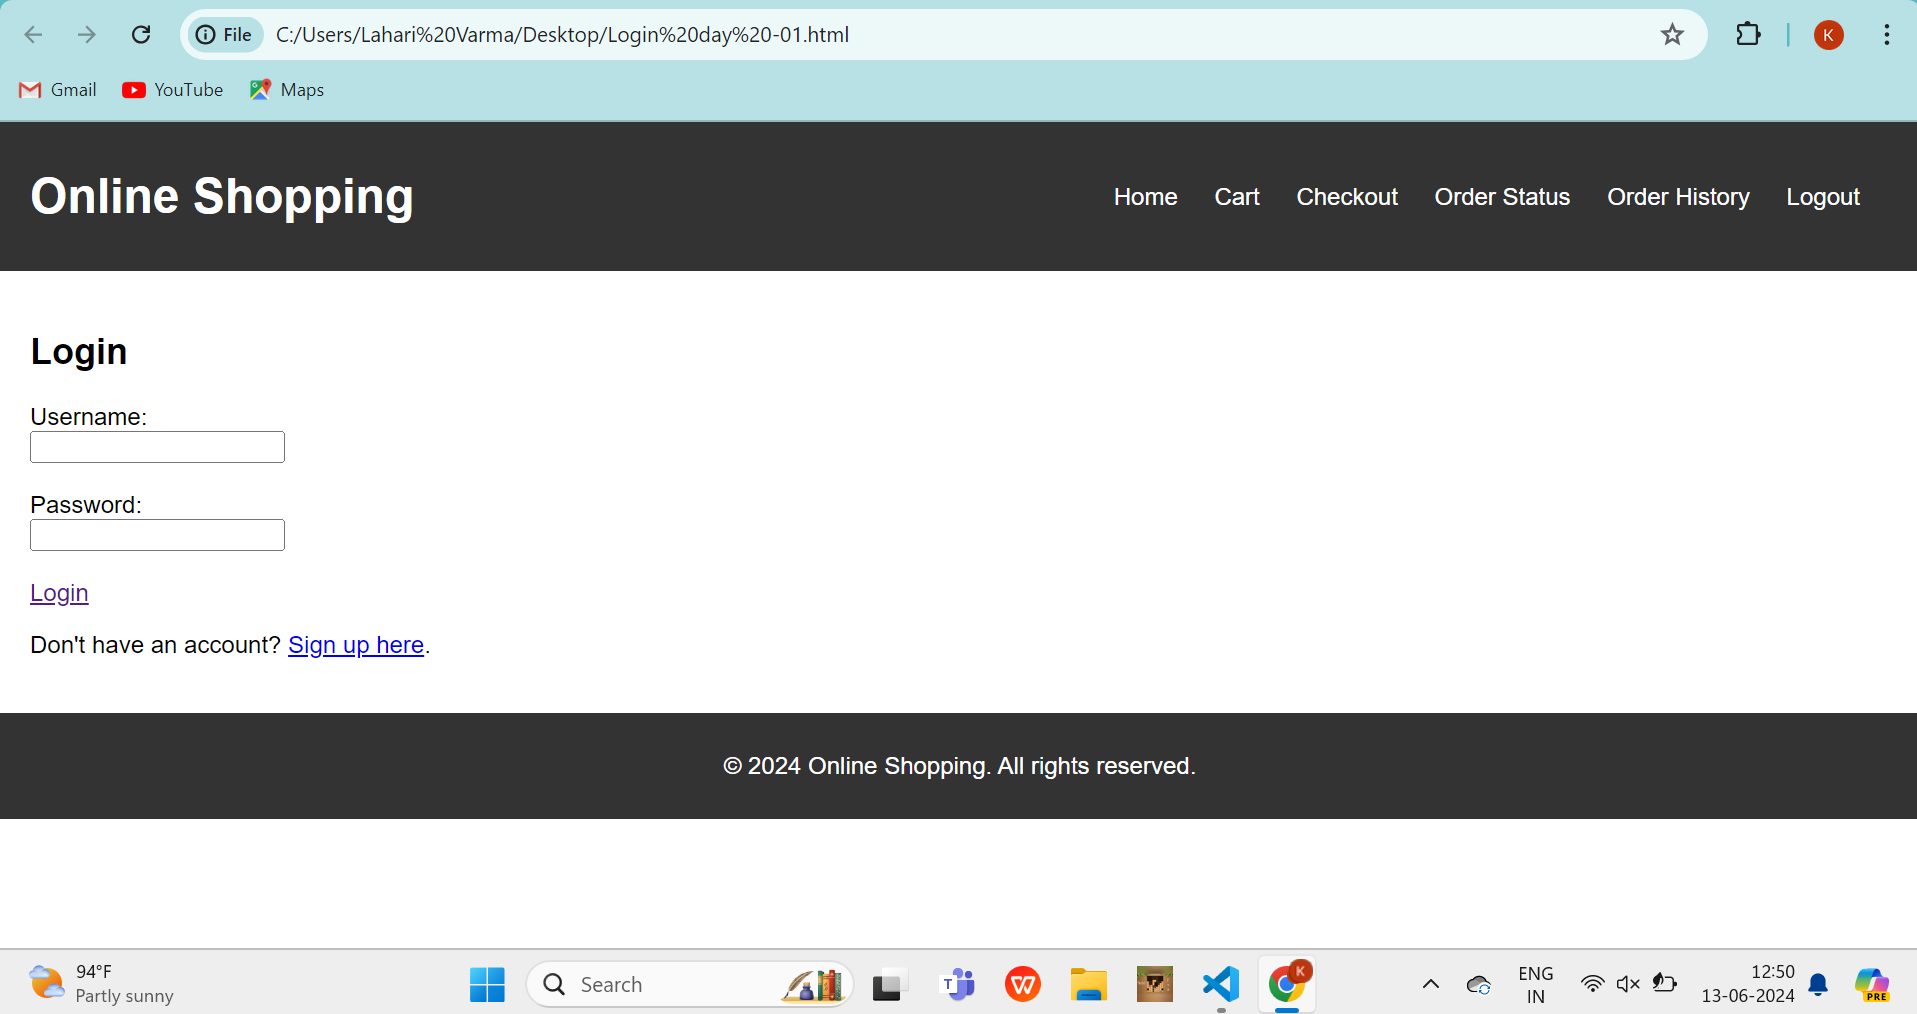 File C:/Users/Lahari%20Varma/Desktop/Login%20day%20-01.html K
Gmail YouTube Maps
Online Shopping Home Cart Checkout Order Status Order History Logout
Login
Username:
Password:
Login
Don't have an account? Sign up here.
© 2024 Online Shopping. All rights reserved.
94°F
Partly sunny
Search
T
W
K
ENG
IN
12:50
13-06-2024
PRE